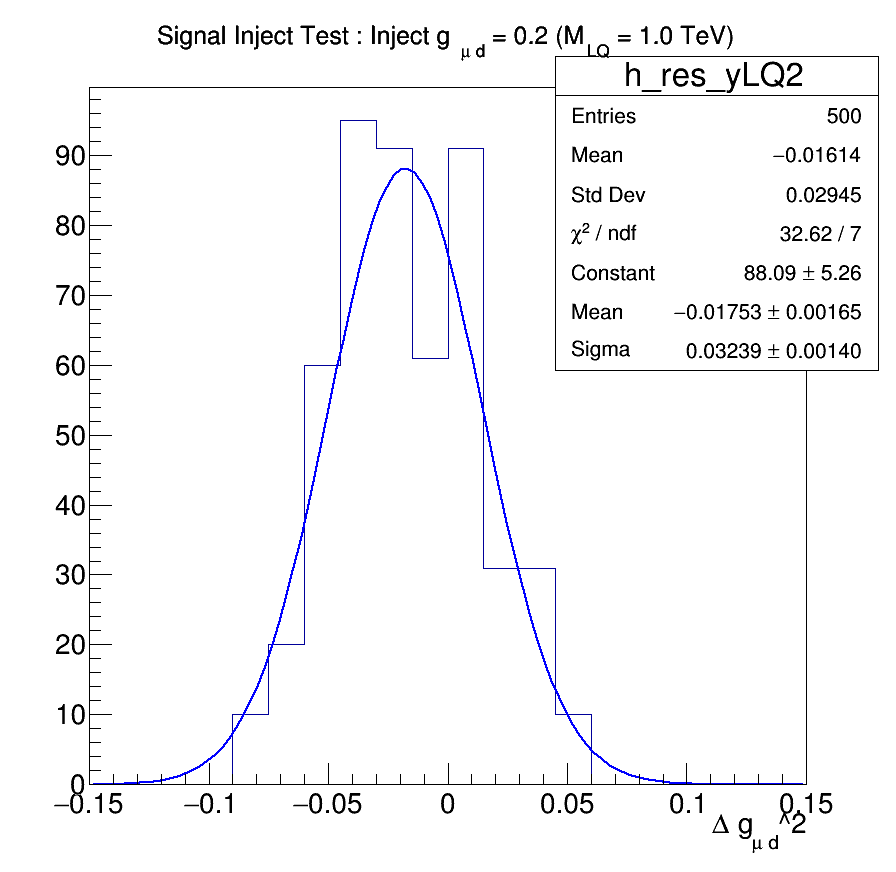 Signal Inject Test : Inject g μ d = 0.2 (M LQ = 1.0 TeV)
h_res_yLQ2
Entries 500
Mean −0.01614
Std Dev 0.02945
χ² / ndf 32.62 / 7
Constant 88.09 ± 5.26
Mean −0.01753 ± 0.00165
Sigma 0.03239 ± 0.00140
90
80
70
60
50
40
30
20
10
0
−0.15 −0.1 −0.05 0 0.05 0.1 0.15
Δ g μ d ^2